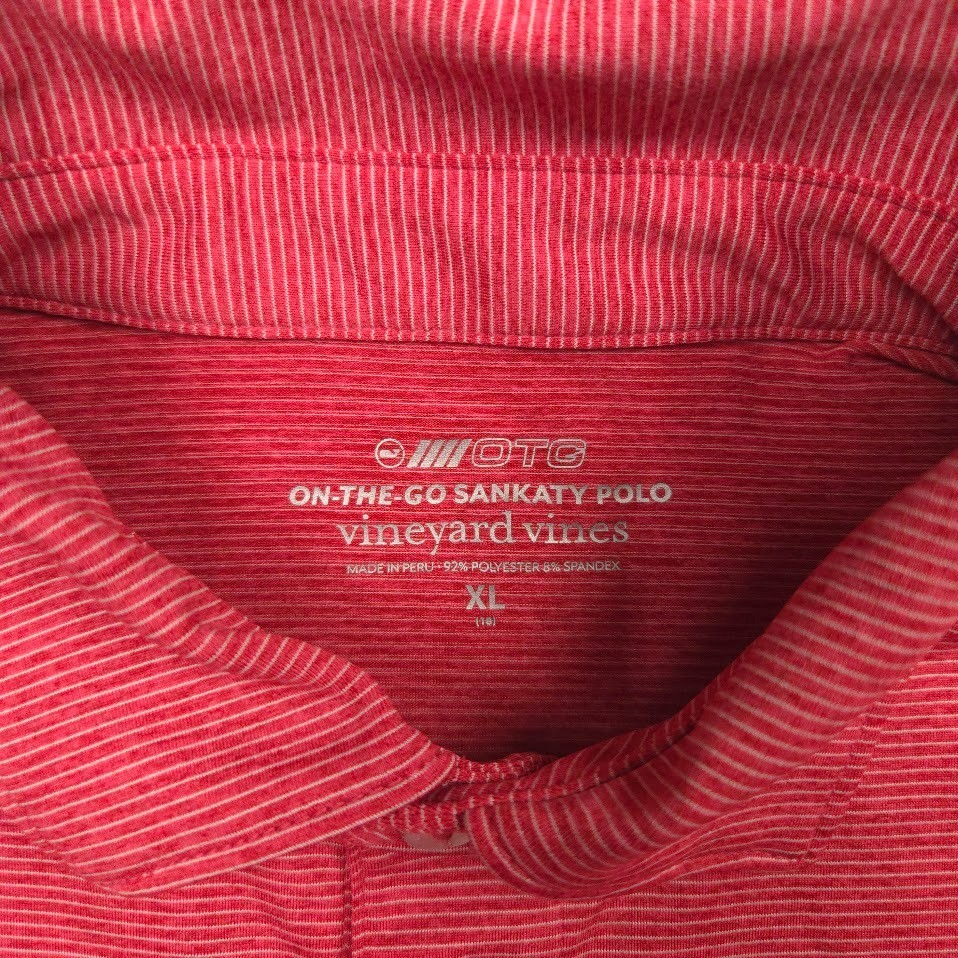 OTG
ON-THE-GO SANKATY POLO
vineyard vines
MADE IN PERU · 92% POLYESTER 8% SPANDEX
XL
(18)